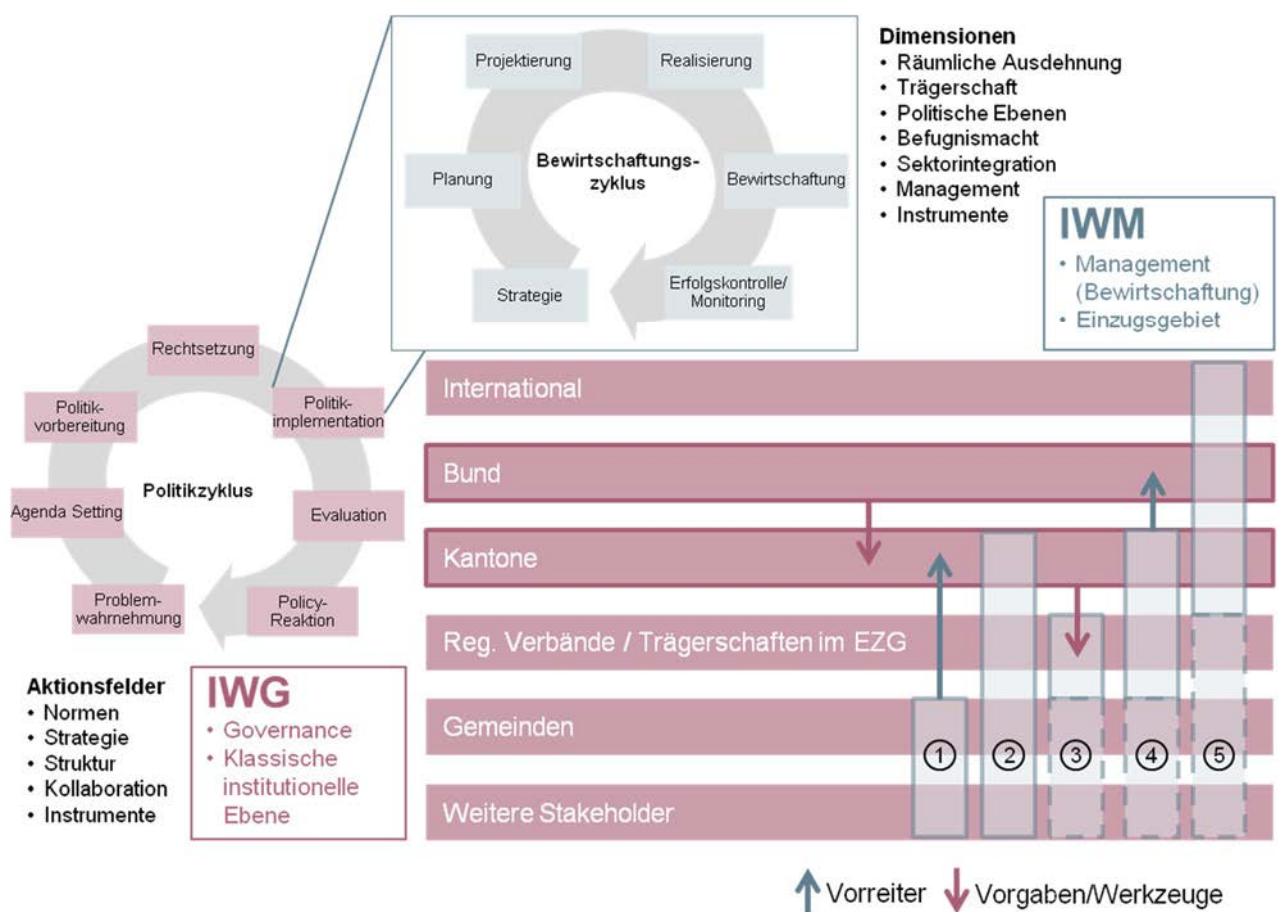 Projektierung
Realisierung
Planung
Bewirtschaftungs-
zyklus
Bewirtschaftung
Strategie
Erfolgskontrolle/
Monitoring
Dimensionen
• Räumliche Ausdehnung
• Trägerschaft
• Politische Ebenen
• Befugnismacht
• Sektorintegration
• Management
• Instrumente
IWM
• Management
(Bewirtschaftung)
• Einzugsgebiet
Rechtsetzung
Politik-
vorbereitung
Politik-
implementation
Politikzyklus
Agenda Setting
Evaluation
Problem-
wahrnehmung
Policy-
Reaktion
Aktionsfelder
• Normen
• Strategie
• Struktur
• Kollaboration
• Instrumente
IWG
• Governance
• Klassische
institutionelle
Ebene
International
Bund
Kantone
Reg. Verbände / Trägerschaften im EZG
Gemeinden
Weitere Stakeholder
1 2 3 4 5
Vorreiter
Vorgaben/Werkzeuge